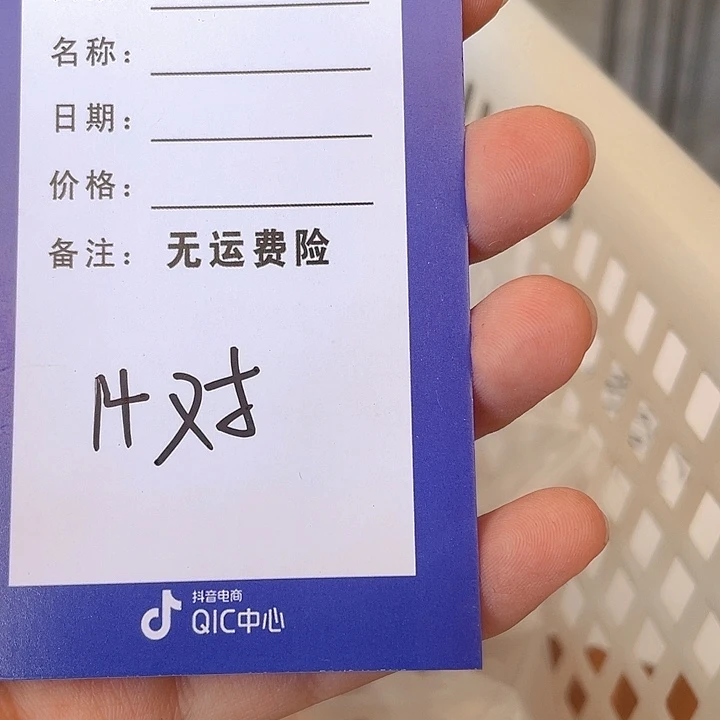 名称：
日期：
价格：
备注：无运费险
14对
抖音电商
QIC中心